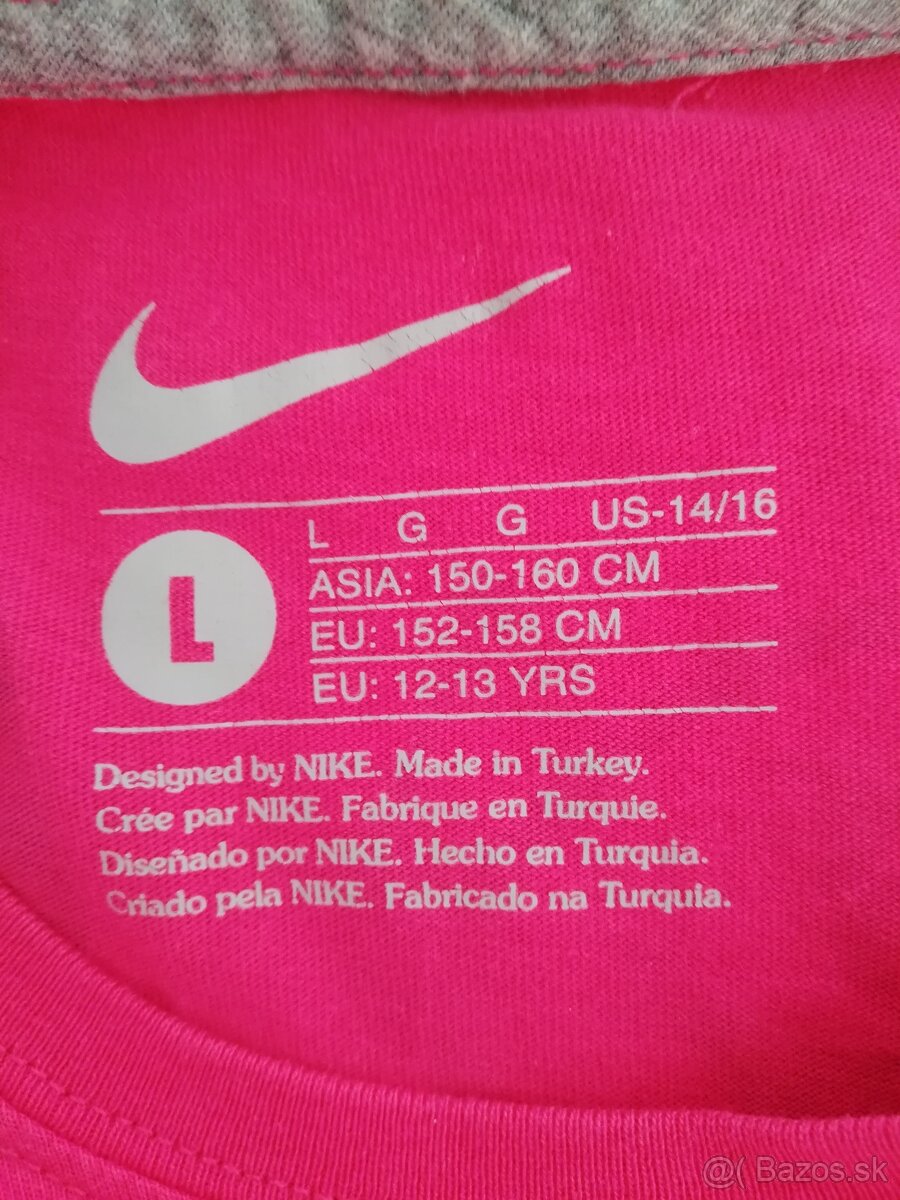 L G G US-14/16
L
ASIA: 150-160 CM
EU: 152-158 CM
EU: 12-13 YRS
Designed by NIKE. Made in Turkey.
Crée par NIKE. Fabrique en Turquie.
Diseñado por NIKE. Hecho en Turquia.
Criado pela NIKE. Fabricado na Turquia.
@( Bazos.sk